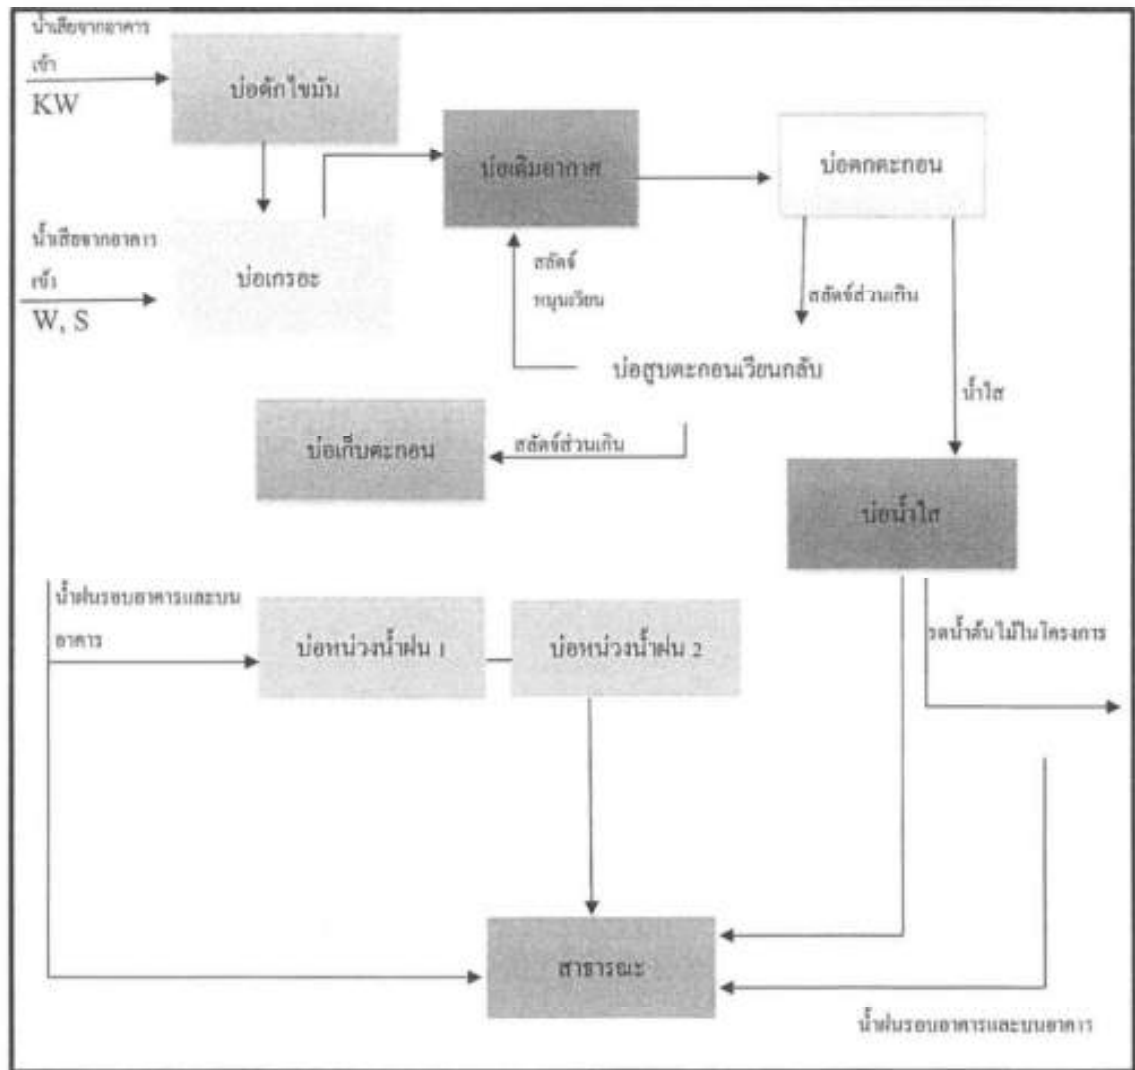 น้ำเสียจากอาคาร
เข้า
KW
บ่อดักไขมัน
บ่อเติมอากาศ
บ่อตกตะกอน
น้ำเสียจากอาคาร
เข้า
W, S
บ่อเกรอะ
สลัดจ์
หมุนเวียน
สลัดจ์ส่วนเกิน
บ่อสูบตะกอนเวียนกลับ
น้ำใส
บ่อเก็บตะกอน
สลัดจ์ส่วนเกิน
บ่อน้ำใส
น้ำฝนรอบอาคารและบน
อาคาร
บ่อหน่วงน้ำฝน 1
บ่อหน่วงน้ำฝน 2
รดน้ำต้นไม้ในโครงการ
สาธารณะ
น้ำฝนรอบอาคารและบนอาคาร